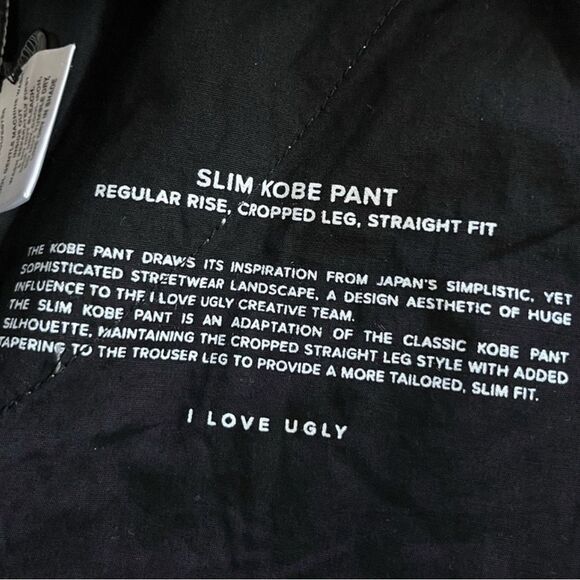 SLIM KOBE PANT
REGULAR RISE, CROPPED LEG, STRAIGHT FIT
THE KOBE PANT DRAWS ITS INSPIRATION FROM JAPAN'S SIMPLISTIC, YET
SOPHISTICATED STREETWEAR LANDSCAPE, A DESIGN AESTHETIC OF HUGE
INFLUENCE TO THE I LOVE UGLY CREATIVE TEAM.
THE SLIM KOBE PANT IS AN ADAPTATION OF THE CLASSIC KOBE PANT
SILHOUETTE, MAINTAINING THE CROPPED STRAIGHT LEG STYLE WITH ADDED
TAPERING TO THE TROUSER LEG TO PROVIDE A MORE TAILORED, SLIM FIT.
I LOVE UGLY